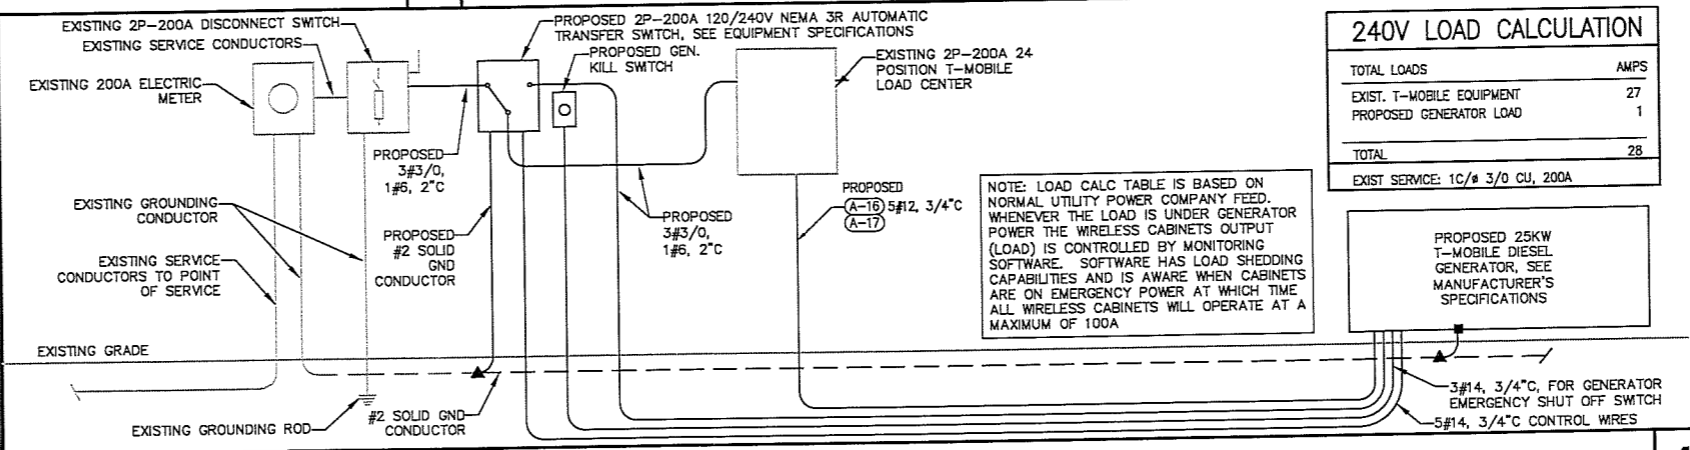 EXISTING 2P-200A DISCONNECT SWITCH
EXISTING SERVICE CONDUCTORS
EXISTING 200A ELECTRIC
METER
PROPOSED 2P-200A 120/240V NEMA 3R AUTOMATIC
TRANSFER SWITCH, SEE EQUIPMENT SPECIFICATIONS
PROPOSED GEN.
KILL SWITCH
EXISTING 2P-200A 24
POSITION T-MOBILE
LOAD CENTER
240V LOAD CALCULATION
TOTAL LOADS AMPS
EXIST. T-MOBILE EQUIPMENT 27
PROPOSED GENERATOR LOAD 1
TOTAL 28
EXIST SERVICE: 1C/ø 3/0 CU, 200A
PROPOSED
3#3/0,
1#6, 2"C
EXISTING GROUNDING
CONDUCTOR
PROPOSED
#2 SOLID
GND
CONDUCTOR
PROPOSED
3#3/0,
1#6, 2"C
PROPOSED
A-16 5#12, 3/4"C
A-17
NOTE: LOAD CALC TABLE IS BASED ON
NORMAL UTILITY POWER COMPANY FEED.
WHENEVER THE LOAD IS UNDER GENERATOR
POWER THE WIRELESS CABINETS OUTPUT
(LOAD) IS CONTROLLED BY MONITORING
SOFTWARE. SOFTWARE HAS LOAD SHEDDING
CAPABILITIES AND IS AWARE WHEN CABINETS
ARE ON EMERGENCY POWER AT WHICH TIME
ALL WIRELESS CABINETS WILL OPERATE AT A
MAXIMUM OF 100A
PROPOSED 25KW
T-MOBILE DIESEL
GENERATOR, SEE
MANUFACTURER'S
SPECIFICATIONS
EXISTING SERVICE
CONDUCTORS TO POINT
OF SERVICE
EXISTING GRADE
EXISTING GROUNDING ROD
#2 SOLID GND
CONDUCTOR
3#14, 3/4"C, FOR GENERATOR
EMERGENCY SHUT OFF SWITCH
5#14, 3/4"C CONTROL WIRES